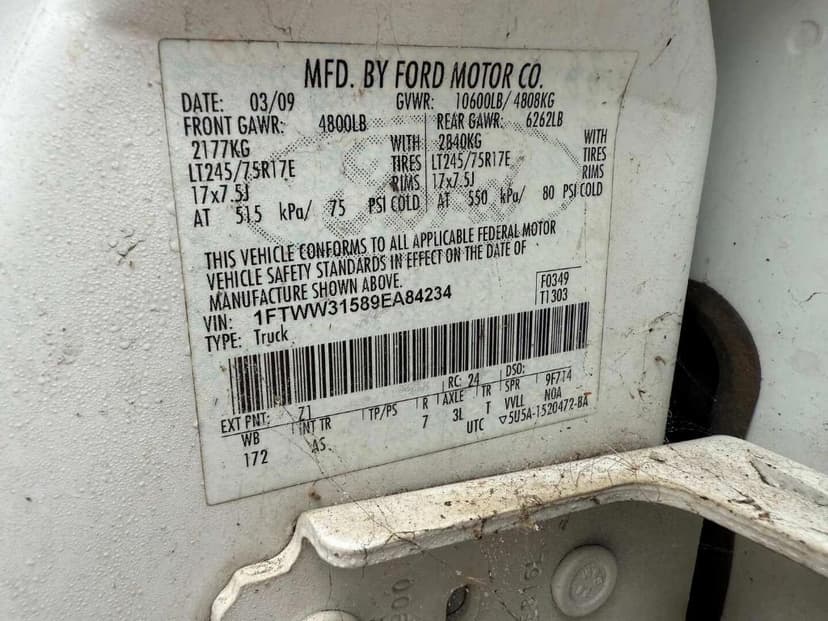 MFD. BY FORD MOTOR CO.
DATE: 03/09 GVWR: 10600LB/ 4808KG
FRONT GAWR: 4800LB REAR GAWR: 6262LB
2177KG WITH 2840KG WITH
LT245/75R17E TIRES LT245/75R17E TIRES
17x7.5J RIMS 17x7.5J RIMS
AT 515 kPa/ 75 PSI COLD AT 550 kPa/ 80 PSI COLD
THIS VEHICLE CONFORMS TO ALL APPLICABLE FEDERAL MOTOR
VEHICLE SAFETY STANDARDS IN EFFECT ON THE DATE OF
MANUFACTURE SHOWN ABOVE.
VIN: 1FTWW31589EA84234
F0349
T1303
TYPE: Truck
RC: 24 DSO:
EXT PNT: Z1 TP/PS R AXLE TR SPR 9F714
WB INT TR 7 3L T VVLL NOA
172 AS UTC ▽5U5A-1520472-BA